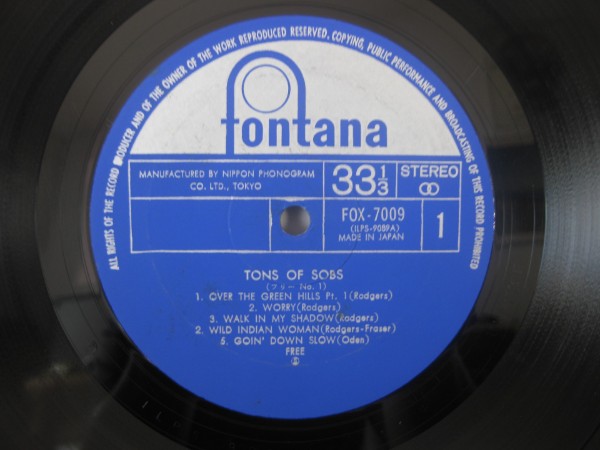 ALL RIGHTS OF THE RECORD PRODUCER AND OF THE OWNER OF THE WORK REPRODUCED RESERVED. COPYING, PUBLIC PERFORMANCE AND BROADCASTING OF THIS RECORD PROHIBITED
fontana
MANUFACTURED BY NIPPON PHONOGRAM
CO. LTD., TOKYO
33 1/3
STEREO
FOX-7009
(ILPS-9089A)
MADE IN JAPAN
1
TONS OF SOBS
(フリー No. 1)
1. OVER THE GREEN HILLS Pt. 1(Rodgers)
2. WORRY(Rodgers)
3. WALK IN MY SHADOW(Rodgers)
2. WILD INDIAN WOMAN(Rodgers-Fraser)
5. GOIN' DOWN SLOW(Oden)
FREE